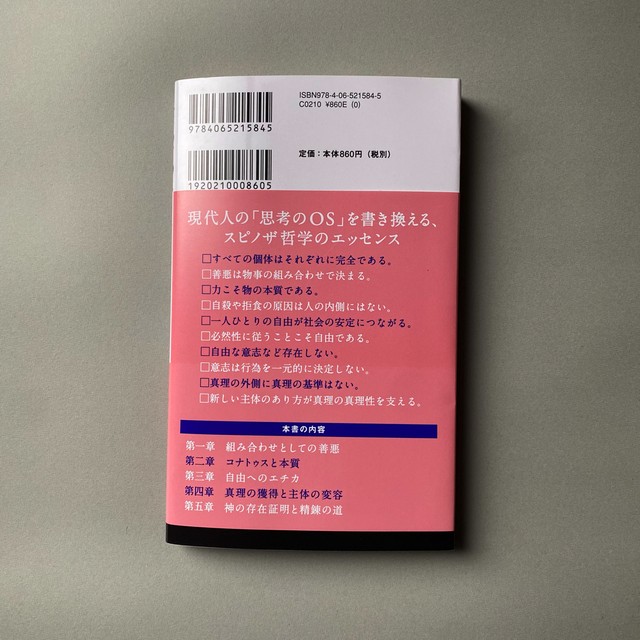 ISBN978-4-06-521584-5
C0210 ¥860E (0)
9784065215845
定価：本体860円（税別）
1920210008605
現代人の「思考のOS」を書き換える、
スピノザ哲学のエッセンス
□すべての個体はそれぞれに完全である。
□善悪は物事の組み合わせで決まる。
□力こそ物の本質である。
□自殺や拒食の原因は人の内側にはない。
□一人ひとりの自由が社会の安定につながる。
□必然性に従うことこそ自由である。
□自由な意志など存在しない。
□意志は行為を一元的に決定しない。
□真理の外側に真理の基準はない。
□新しい主体のあり方が真理の真理性を支える。
本書の内容
第一章　組み合わせとしての善悪
第二章　コナトゥスと本質
第三章　自由へのエチカ
第四章　真理の獲得と主体の変容
第五章　神の存在証明と精錬の道